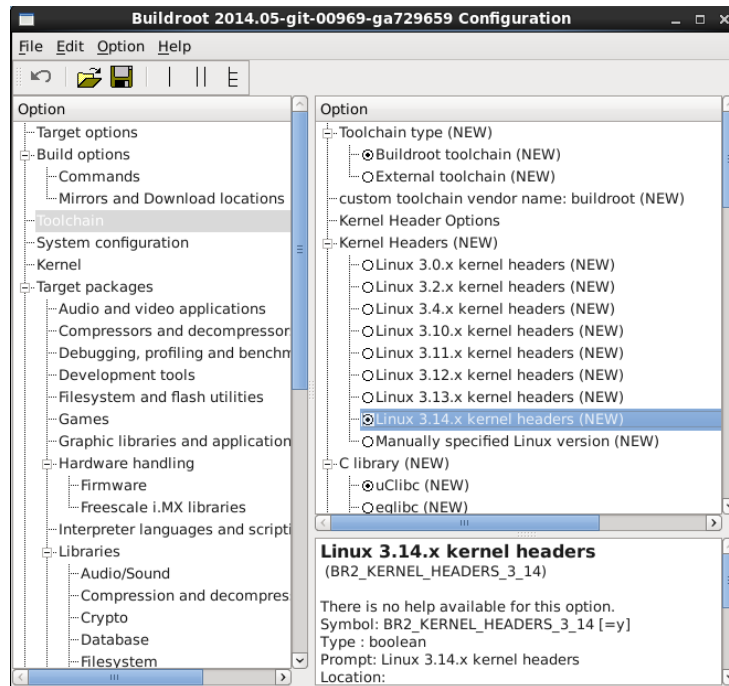 Buildroot 2014.05-git-00969-ga729659 Configuration
File Edit Option Help
Option
Target options
Build options
Commands
Mirrors and Download locations
Toolchain
System configuration
Kernel
Target packages
Audio and video applications
Compressors and decompressor
Debugging, profiling and benchm
Development tools
Filesystem and flash utilities
Games
Graphic libraries and application
Hardware handling
Firmware
Freescale i.MX libraries
Interpreter languages and scripti
Libraries
Audio/Sound
Compression and decompres
Crypto
Database
Filesystem
Option
Toolchain type (NEW)
Buildroot toolchain (NEW)
External toolchain (NEW)
custom toolchain vendor name: buildroot (NEW)
Kernel Header Options
Kernel Headers (NEW)
Linux 3.0.x kernel headers (NEW)
Linux 3.2.x kernel headers (NEW)
Linux 3.4.x kernel headers (NEW)
Linux 3.10.x kernel headers (NEW)
Linux 3.11.x kernel headers (NEW)
Linux 3.12.x kernel headers (NEW)
Linux 3.13.x kernel headers (NEW)
Linux 3.14.x kernel headers (NEW)
Manually specified Linux version (NEW)
C library (NEW)
uClibc (NEW)
eglibc (NEW)
Linux 3.14.x kernel headers
(BR2_KERNEL_HEADERS_3_14)
There is no help available for this option.
Symbol: BR2_KERNEL_HEADERS_3_14 [=y]
Type : boolean
Prompt: Linux 3.14.x kernel headers
Location: